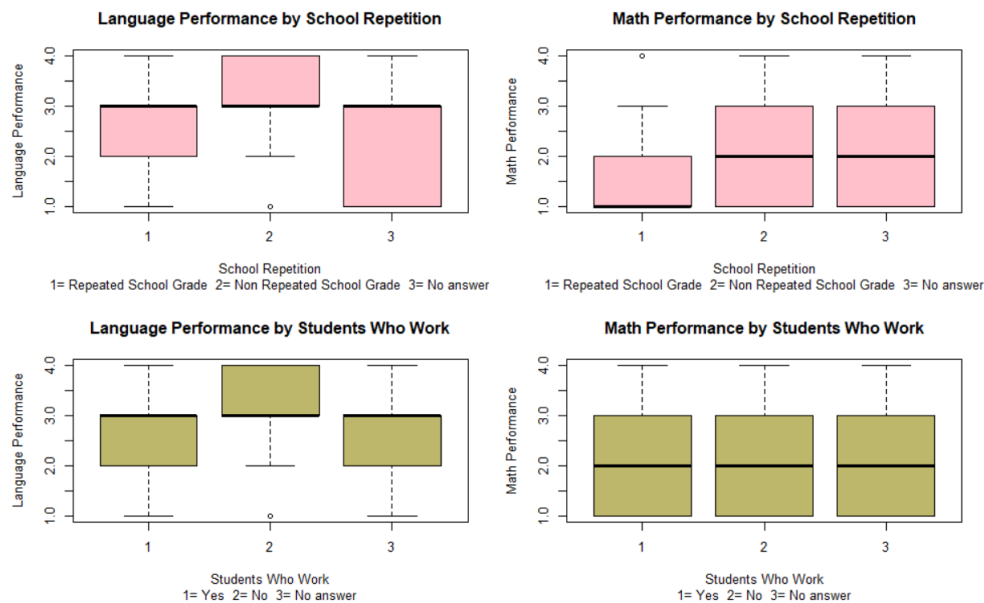 Language Performance by School Repetition
Language Performance
4.0
3.0
2.0
1.0
1 2 3
School Repetition
1= Repeated School Grade 2= Non Repeated School Grade 3= No answer
Math Performance by School Repetition
Math Performance
4.0
3.0
2.0
1.0
1 2 3
School Repetition
1= Repeated School Grade 2= Non Repeated School Grade 3= No answer
Language Performance by Students Who Work
Language Performance
4.0
3.0
2.0
1.0
1 2 3
Students Who Work
1= Yes 2= No 3= No answer
Math Performance by Students Who Work
Math Performance
4.0
3.0
2.0
1.0
1 2 3
Students Who Work
1= Yes 2= No 3= No answer